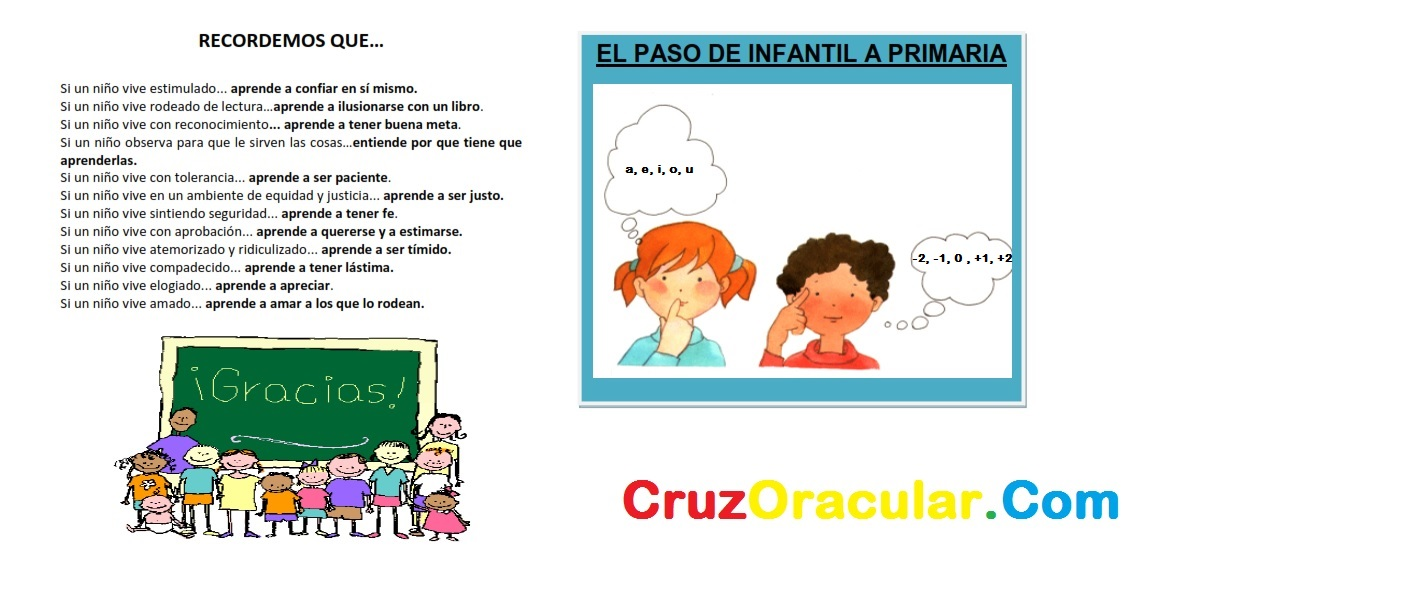 RECORDEMOS QUE...
Si un niño vive estimulado... aprende a confiar en sí mismo.
Si un niño vive rodeado de lectura...aprende a ilusionarse con un libro.
Si un niño vive con reconocimiento... aprende a tener buena meta.
Si un niño observa para que le sirven las cosas...entiende por que tiene que
aprenderlas.
Si un niño vive con tolerancia... aprende a ser paciente.
Si un niño vive en un ambiente de equidad y justicia... aprende a ser justo.
Si un niño vive sintiendo seguridad... aprende a tener fe.
Si un niño vive con aprobación... aprende a quererse y a estimarse.
Si un niño vive atemorizado y ridiculizado... aprende a ser tímido.
Si un niño vive compadecido... aprende a tener lástima.
Si un niño vive elogiado... aprende a apreciar.
Si un niño vive amado... aprende a amar a los que lo rodean.
¡Gracias!
EL PASO DE INFANTIL A PRIMARIA
a, e, i, o, u
-2, -1, 0 , +1, +2
CruzOracular.Com